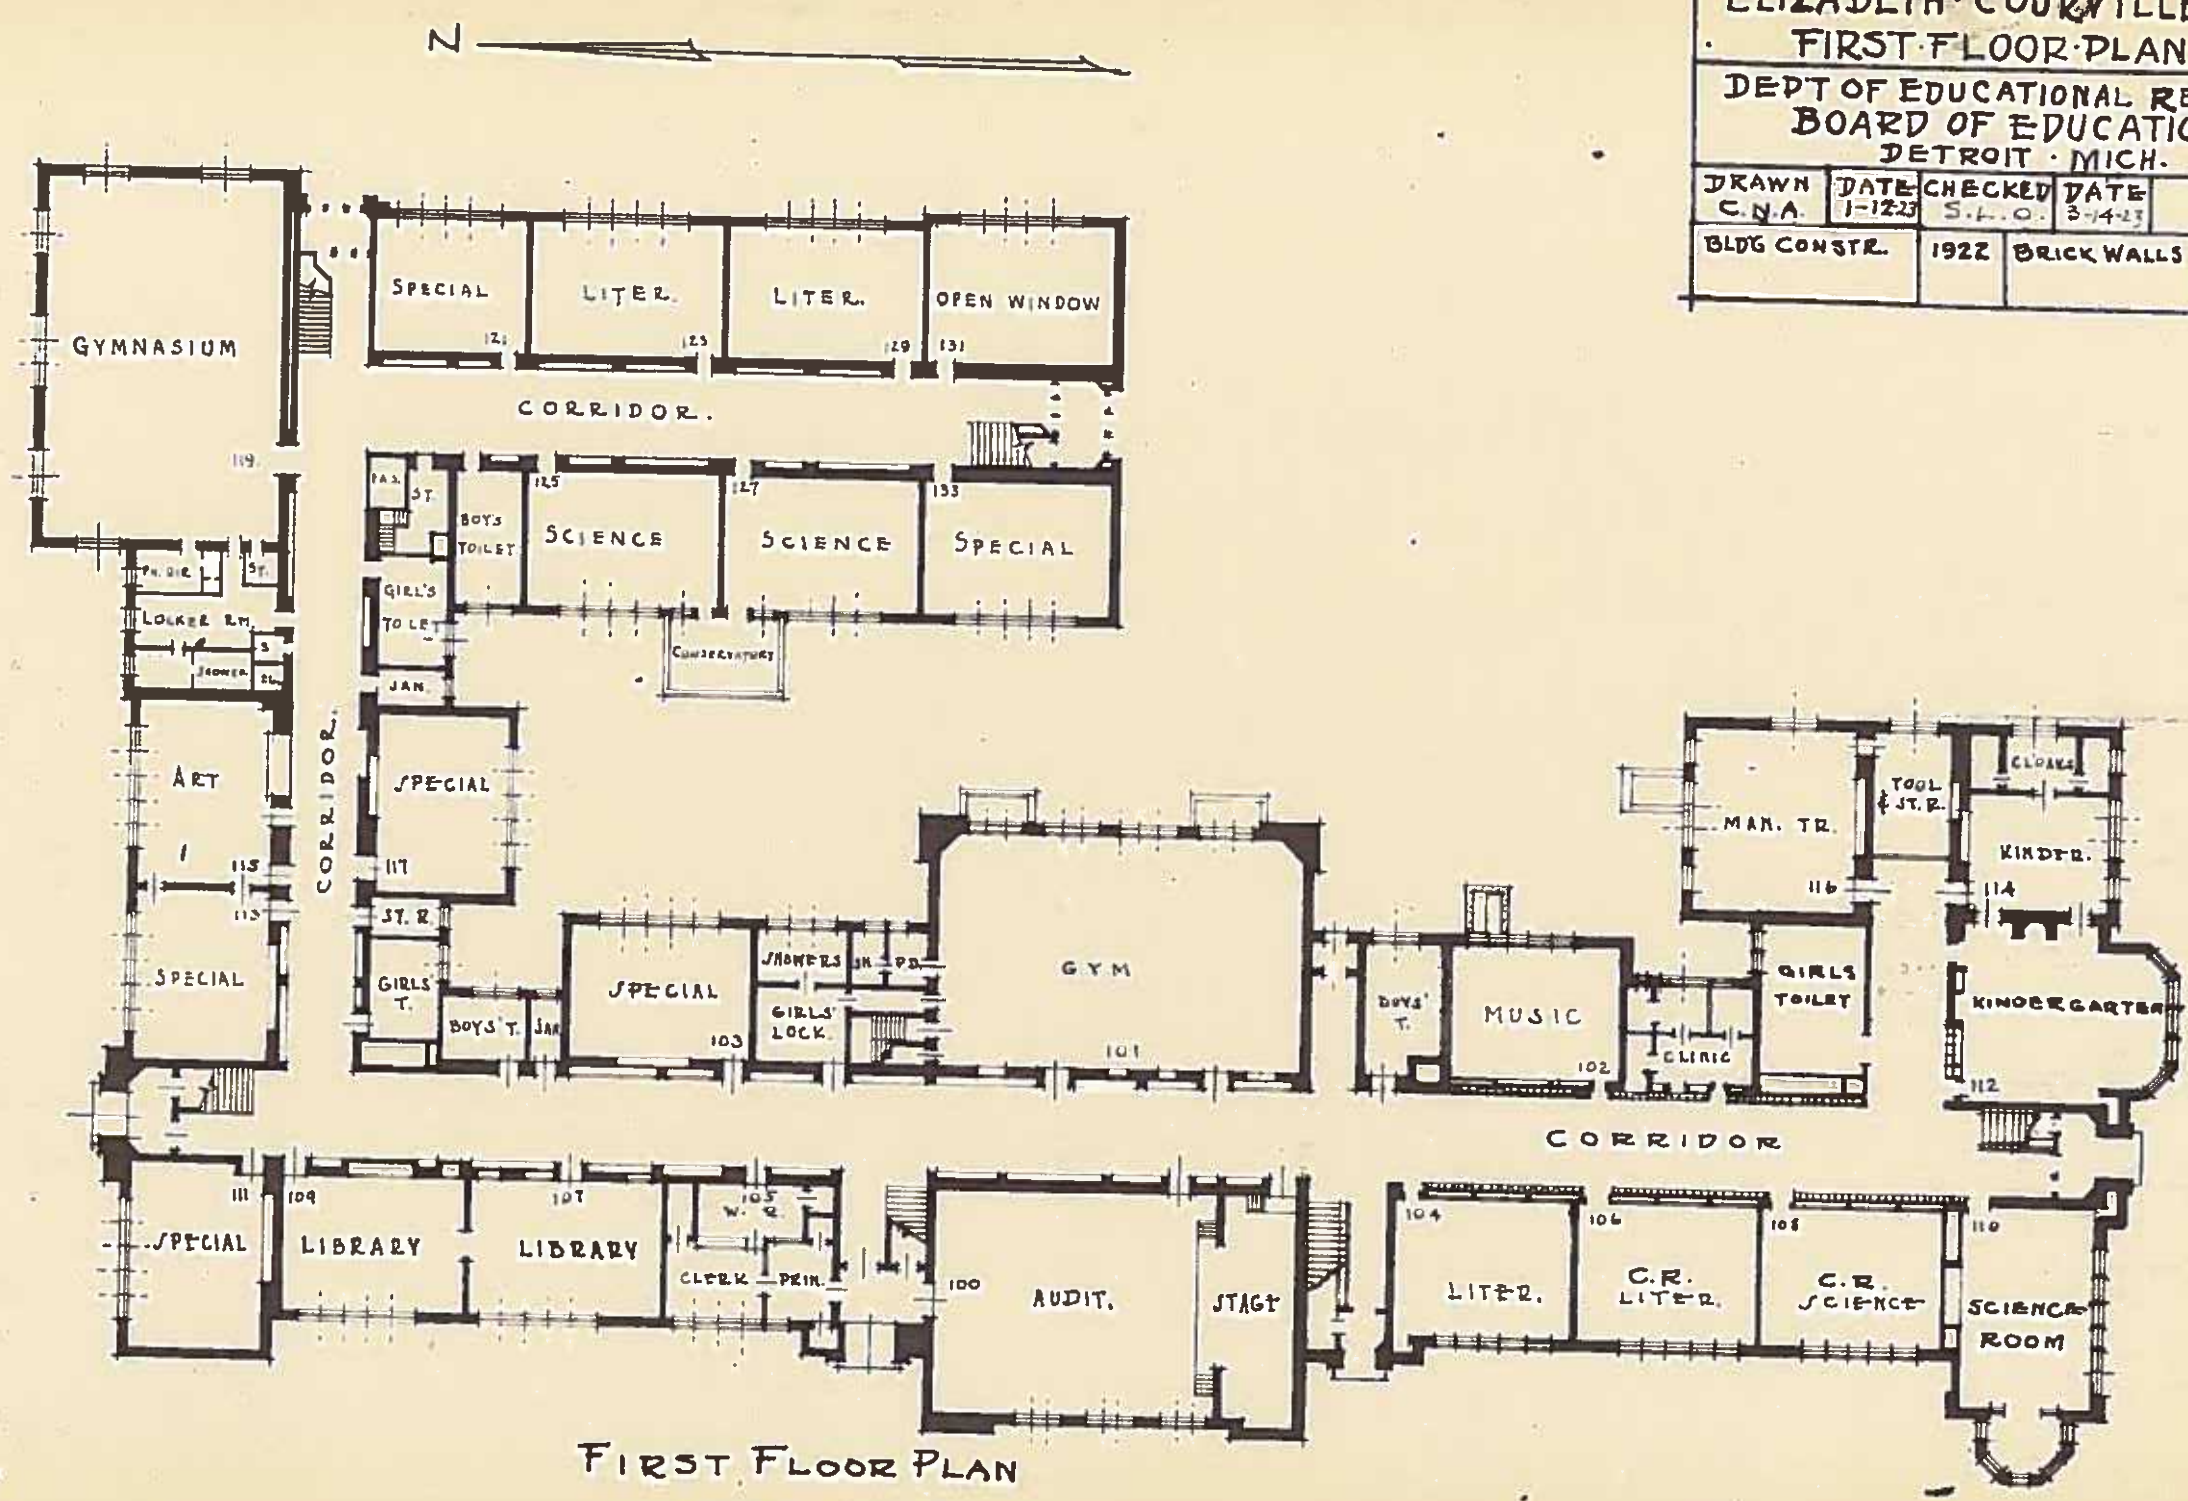 N
ELIZABETH · COURVILLE
FIRST · FLOOR · PLAN
DEPT OF EDUCATIONAL RE
BOARD OF EDUCATIO
DETROIT · MICH.
DRAWN
C.N.A.
DATE
1-12-23
CHECKED
S.L.O.
DATE
3-14-23
BLDG CONSTR.
1922
BRICK WALLS
GYMNASIUM
119.
SPECIAL
121
LITER.
123
LITER.
129
OPEN WINDOW
131
CORRIDOR.
FAS.
ST.
BOYS
TOILET
125
SCIENCE
127
SCIENCE
133
SPECIAL
CONSERVATORY
PH. DIR.
ST.
LOCKER RM.
S
SHOWER
GIRL'S
TOILET
JAN.
ART
115
CORRIDOR.
SPECIAL
117
113
SPECIAL
ST. R.
GIRLS'
T.
BOYS' T.
JAN
SPECIAL
103
SHOWERS
P.D.
GIRLS'
LOCK.
GYM
101
BOYS'
T.
MUSIC
102
CLINIC
GIRLS
TOILET
MAN. TR.
116
TOOL
& ST. R.
CLOAKS
KINDER.
114
KINDERGARTEN
112
CORRIDOR
111
SPECIAL
109
LIBRARY
107
LIBRARY
105
W. R.
CLERK
PRIN.
100
AUDIT.
STAGE
104
LITER.
106
C.R.
LITER.
108
C.R.
SCIENCE
110
SCIENCE
ROOM
FIRST FLOOR PLAN